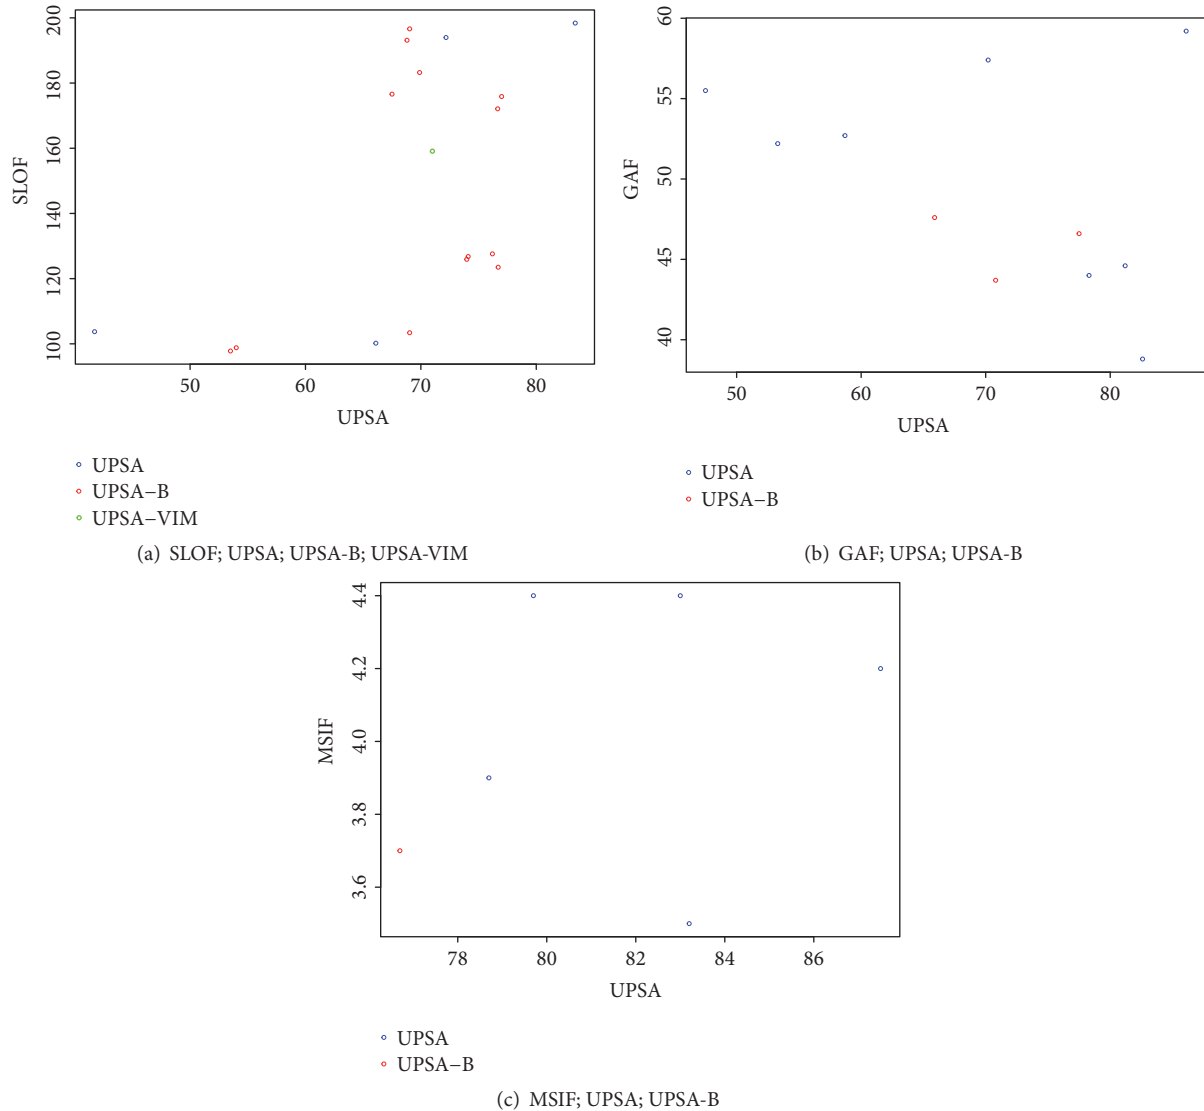 200
180
160
140
120
100
SLOF
50 60 70 80
UPSA
UPSA
UPSA−B
UPSA−VIM
(a) SLOF; UPSA; UPSA-B; UPSA-VIM
60
55
50
45
40
GAF
50 60 70 80
UPSA
UPSA
UPSA−B
(b) GAF; UPSA; UPSA-B
4.4
4.2
4.0
3.8
3.6
MSIF
78 80 82 84 86
UPSA
UPSA
UPSA−B
(c) MSIF; UPSA; UPSA-B